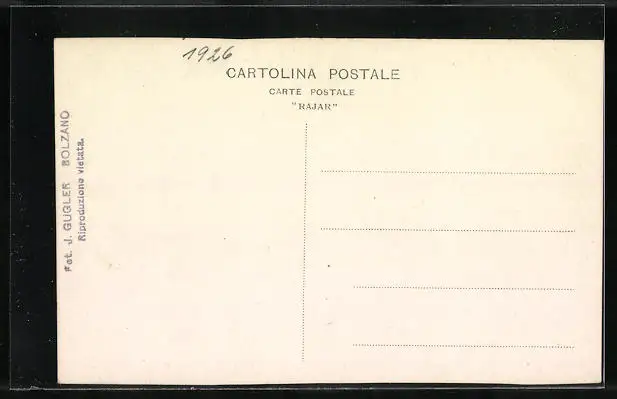 1926
CARTOLINA POSTALE
CARTE POSTALE
"RAJAR"
Fot. J. GUGLER BOLZANO
Riproduzione vietata.